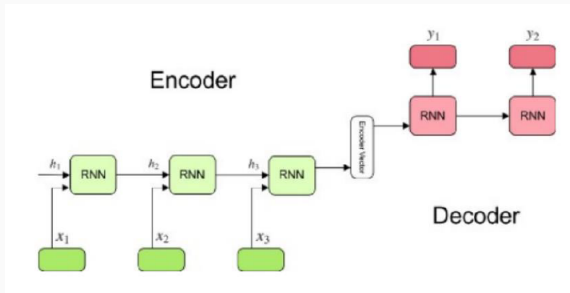 y₁
y₂
Encoder
RNN
RNN
Encoder Vector
h₁
RNN
h₂
RNN
h₃
RNN
x₁
x₂
x₃
Decoder